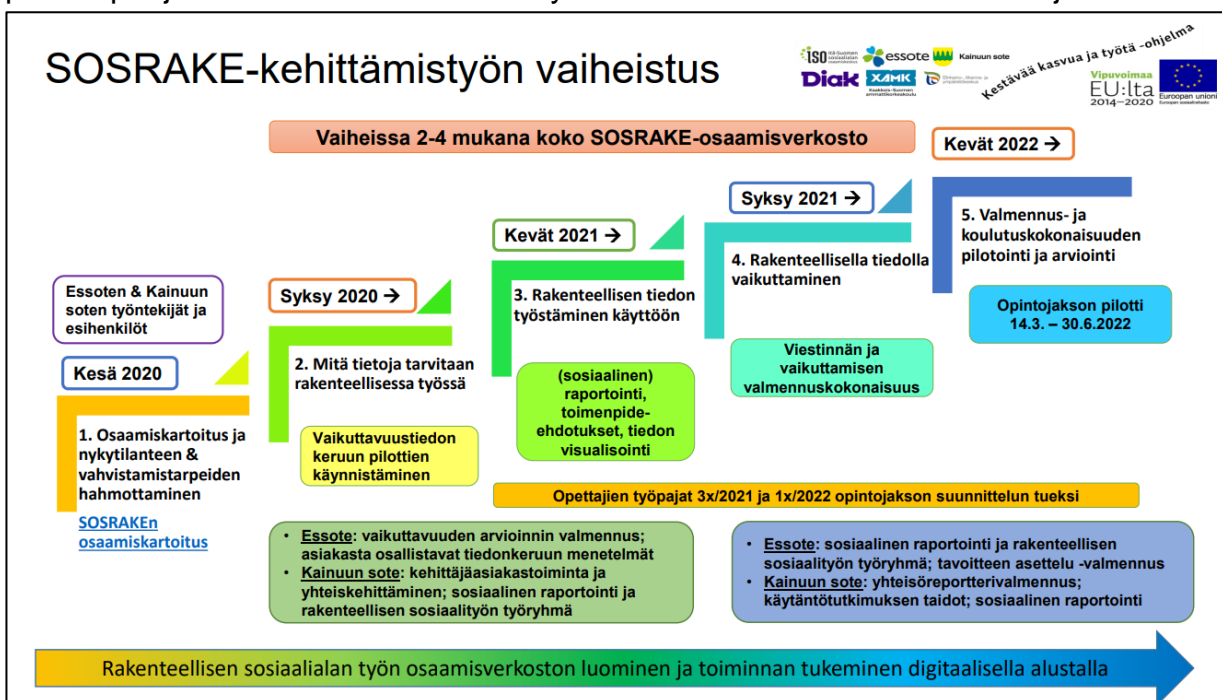 SOSRAKE-kehittämistyön vaiheistus
iso
essote
Kainuun sote
Diak
XAMK
Kestävää kasvua ja työtä -ohjelma
Vipuvoimaa
EU:lta
2014–2020
Euroopan unioni
Euroopan sosiaalirahasto
Vaiheissa 2-4 mukana koko SOSRAKE-osaamisverkosto
Essoten & Kainuun
soten työntekijät ja
esihenkilöt
Kesä 2020
1. Osaamiskartoitus ja
nykytilanteen &
vahvistamistarpeiden
hahmottaminen
SOSRAKEn
osaamiskartoitus
Syksy 2020 →
2. Mitä tietoja tarvitaan
rakenteellisessa työssä
Vaikuttavuustiedon
keruun pilottien
käynnistäminen
Kevät 2021 →
3. Rakenteellisen tiedon
työstäminen käyttöön
(sosiaalinen)
raportointi,
toimenpide-
ehdotukset, tiedon
visualisointi
Syksy 2021 →
4. Rakenteellisella tiedolla
vaikuttaminen
Viestinnän ja
vaikuttamisen
valmennuskokonaisuus
Kevät 2022 →
5. Valmennus- ja
koulutuskokonaisuuden
pilotointi ja arviointi
Opintojakson pilotti
14.3. – 30.6.2022
Opettajien työpajat 3x/2021 ja 1x/2022 opintojakson suunnittelun tueksi
• Essote: vaikuttavuuden arvioinnin valmennus;
asiakasta osallistavat tiedonkeruun menetelmät
• Kainuun sote: kehittäjäasiakastoiminta ja
yhteiskehittäminen; sosiaalinen raportointi ja
rakenteellisen sosiaalityön työryhmä
• Essote: sosiaalinen raportointi ja rakenteellisen
sosiaalityön työryhmä; tavoitteen asettelu -valmennus
• Kainuun sote: yhteisöreportterivalmennus;
käytäntötutkimuksen taidot; sosiaalinen raportointi
Rakenteellisen sosiaalialan työn osaamisverkoston luominen ja toiminnan tukeminen digitaalisella alustalla